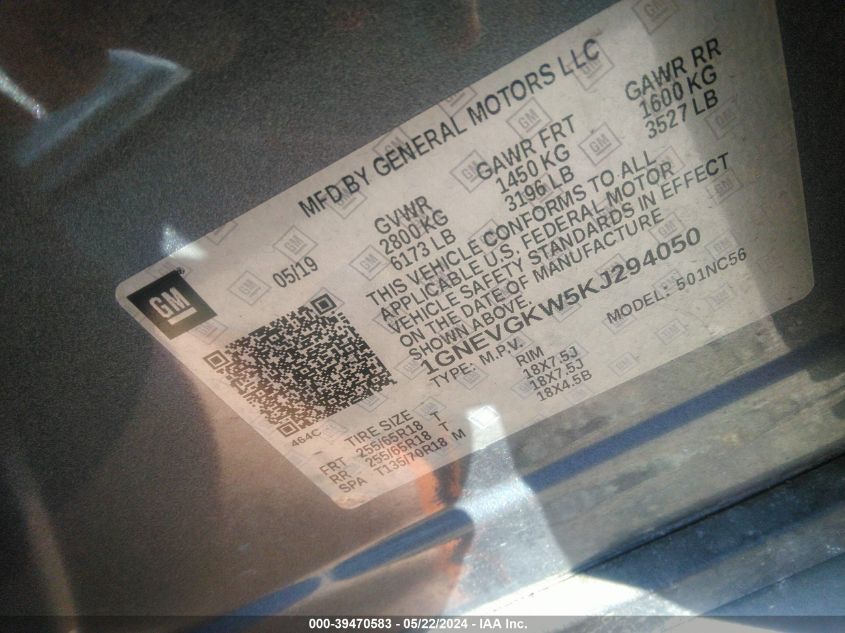 MFD BY GENERAL MOTORS LLC
05/19
GVWR GAWR FRT GAWR RR
2800 KG 1450 KG 1600 KG
6173 LB 3196 LB 3527 LB
THIS VEHICLE CONFORMS TO ALL
APPLICABLE U.S. FEDERAL MOTOR
VEHICLE SAFETY STANDARDS IN EFFECT
ON THE DATE OF MANUFACTURE
SHOWN ABOVE.
1GNEVGKW5KJ294050
TYPE: M.P.V. MODEL: 501NC56
GM®
464C
TIRE SIZE RIM
FRT 255/65R18 T 18X7.5J
RR 255/65R18 T 18X7.5J
SPA T135/70R18 M 18X4.5B
000-39470583 - 05/22/2024 - IAA Inc.